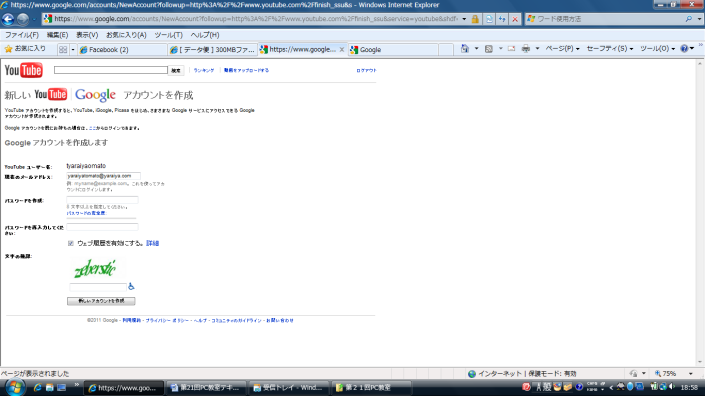 https://www.google.com/accounts/NewAccount?followup=http%3A%2F%2Fwww.youtube.com%2Ffinish_ssu&s - Windows Internet Explorer
https://www.google.com/accounts/NewAccount?followup=http%3A%2F%2Fwww.youtube.com%2Ffinish_ssu&service=youtube&shdf
ワード使用方法
ファイル(F) 編集(E) 表示(V) お気に入り(A) ツール(T) ヘルプ(H)
お気に入り
Facebook (2)
【 データ便 】300MBファ...
https://www.google...
Google
ページ(P) セーフティ(S) ツール(O)
YouTube
検索
ランキング
動画をアップロードする
ログアウト
新しい YouTube Google アカウントを作成
YouTube アカウントを作成すると、YouTube、iGoogle、Picasa をはじめ、さまざまな Google サービスにアクセスできる Google
アカウントが作成されます。
Google アカウントを既にお持ちの場合は、ここからログインできます。
Google アカウントを作成します
YouTube ユーザー名: tyaraiyaomato
現在のメール アドレス: yaraiyatomato@yaraiya.com
例: myname@example.com。これを使ってアカ
ウントにログインします。
パスワードを作成:
8 文字以上を指定してください。
パスワードの安全度:
パスワードを再入力してくだ
さい:
ウェブ履歴を有効にする。 詳細
文字の確認:
zeberstic
新しいアカウントを作成
©2011 Google - 利用規約 - プライバシー ポリシー - ヘルプ - コミュニティのガイドライン - お問い合わせ
ページが表示されました
インターネット | 保護モード: 有効
75%
https://www.goo...
第21回PC教室テキ...
受信トレイ - Wind...
第２１回PC教室
CAPS
KANA
18:58